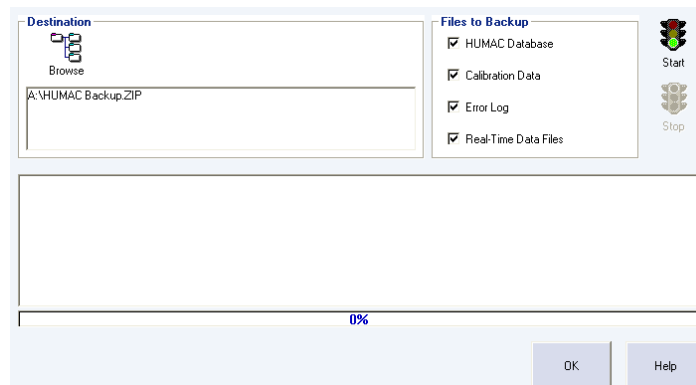 Destination
Browse
A:\HUMAC Backup.ZIP
Files to Backup
HUMAC Database
Calibration Data
Error Log
Real-Time Data Files
Start
Stop
0%
OK
Help